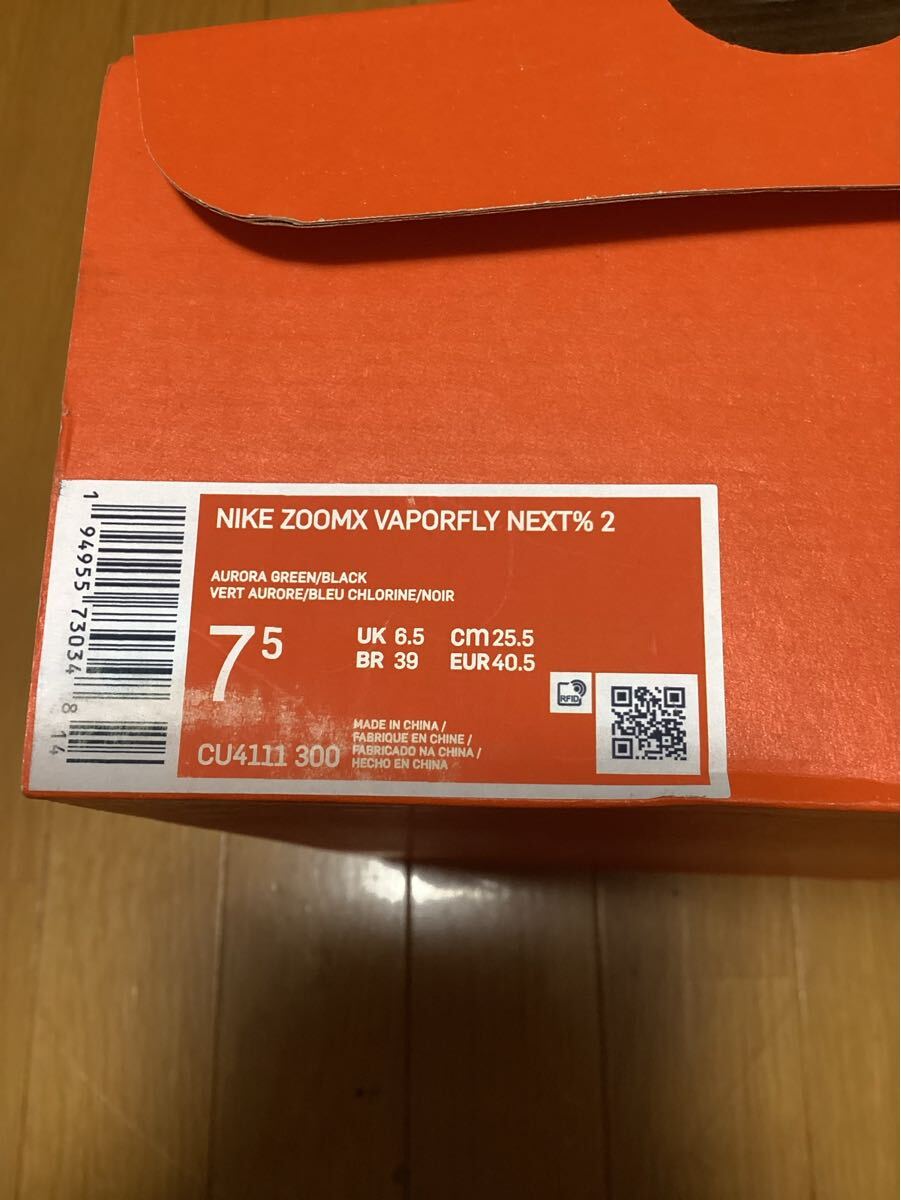 NIKE ZOOMX VAPORFLY NEXT% 2
AURORA GREEN/BLACK
VERT AURORE/BLEU CHLORINE/NOIR
7 5
UK 6.5 cm 25.5
BR 39 EUR 40.5
RFID
CU4111 300
MADE IN CHINA /
FABRIQUE EN CHINE /
FABRICADO NA CHINA /
HECHO EN CHINA
1 94955 73034 8 14